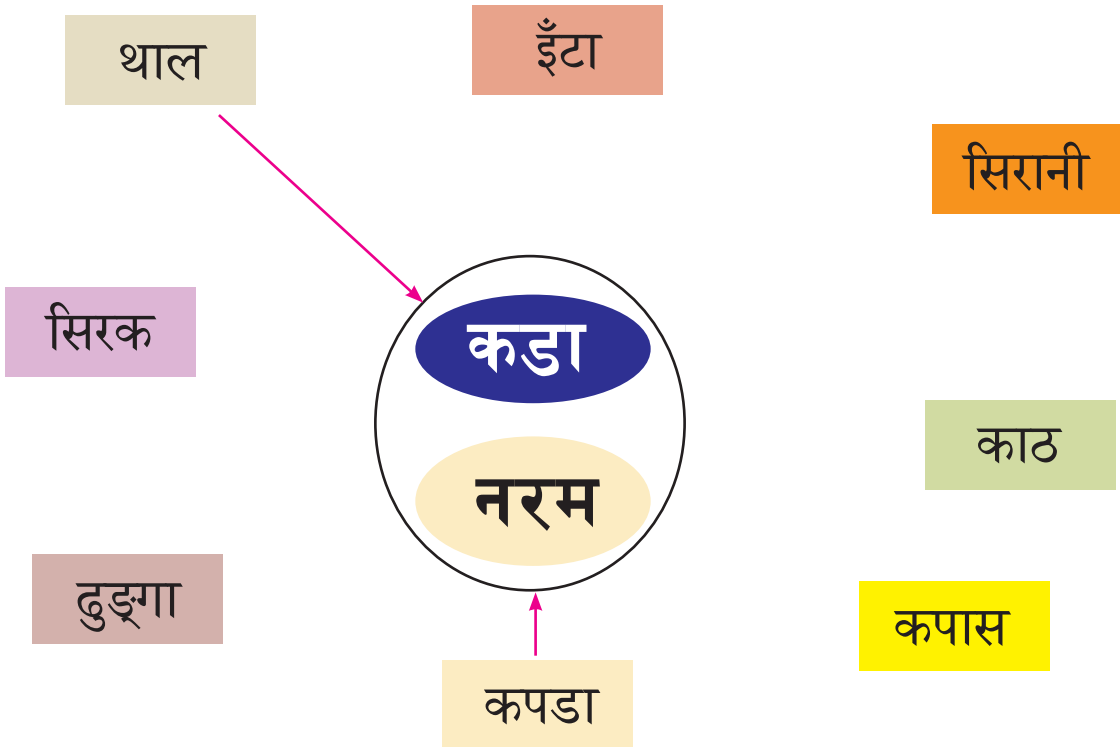 थाल
इँटा
सिरानी
सिरक
कडा
काठ
नरम
ढुङ्गा
कपास
कपडा